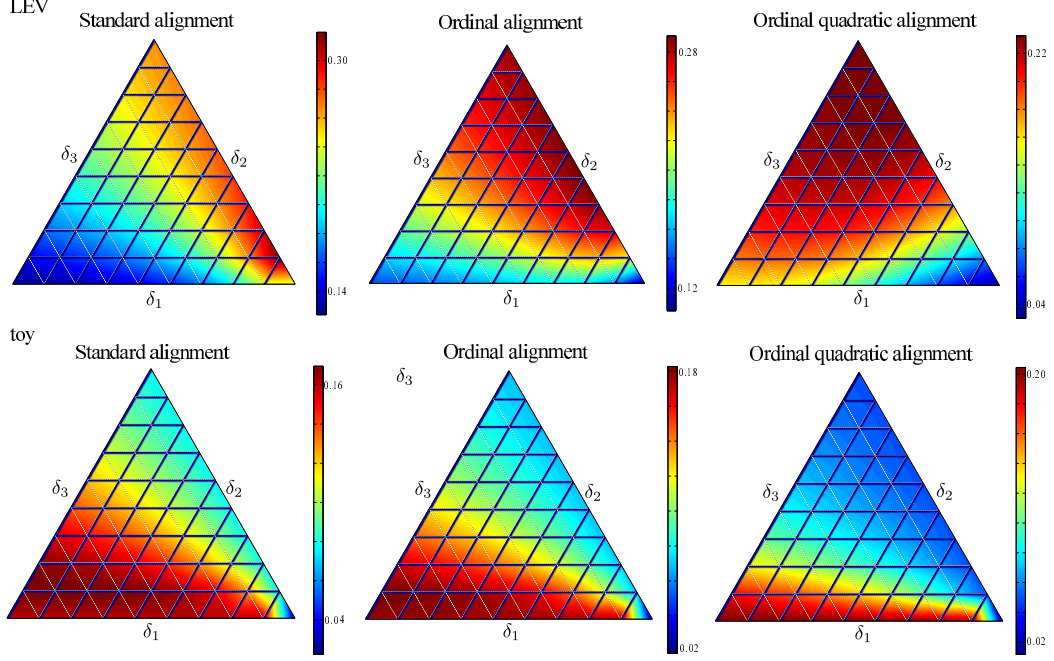 LEV
Standard alignment
Ordinal alignment
Ordinal quadratic alignment
0.30
0.28
0.22
δ3
δ2
δ3
δ2
δ3
δ2
0.14
0.12
0.04
δ1
δ1
δ1
toy
Standard alignment
Ordinal alignment
Ordinal quadratic alignment
δ3
0.16
0.18
0.20
δ3
δ2
δ3
δ2
δ3
δ2
0.04
0.02
0.02
δ1
δ1
δ1